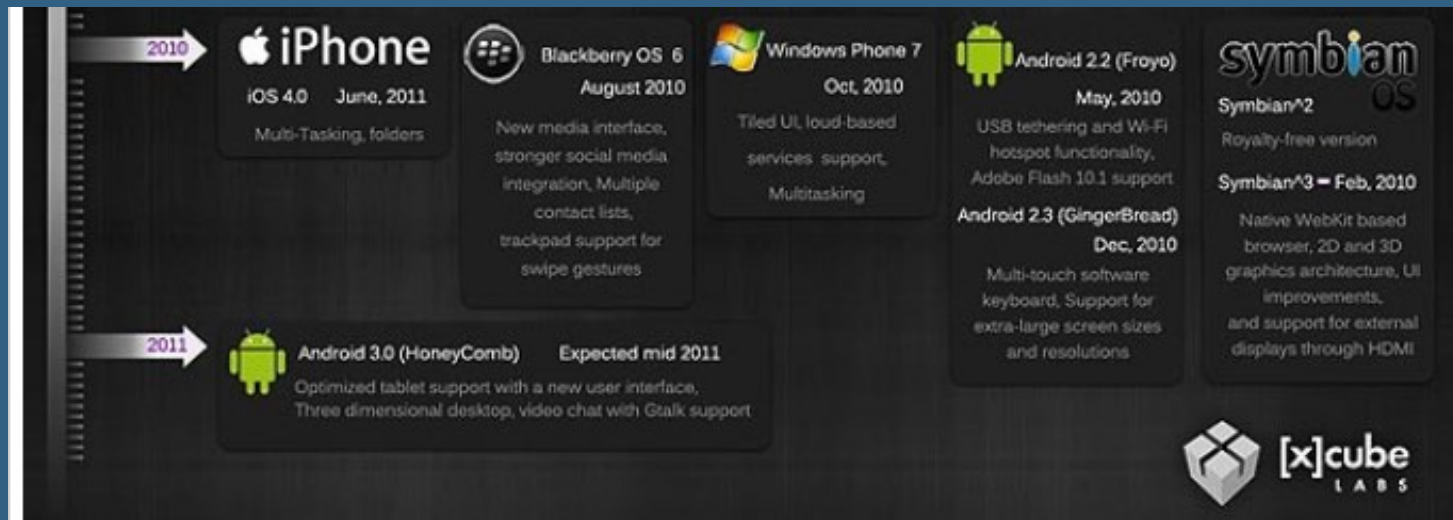 2010
iPhone
iOS 4.0 June, 2011
Multi-Tasking, folders
Blackberry OS 6
August 2010
New media interface,
stronger social media
integration, Multiple
contact lists,
trackpad support for
swipe gestures
Windows Phone 7
Oct, 2010
Tiled UI, loud-based
services support,
Multitasking
Android 2.2 (Froyo)
May, 2010
USB tethering and Wi-Fi
hotspot functionality,
Adobe Flash 10.1 support
Android 2.3 (GingerBread)
Dec, 2010
Multi-touch software
keyboard, Support for
extra-large screen sizes
and resolutions
symbian
OS
Symbian^2
Royalty-free version
Symbian^3 - Feb, 2010
Native WebKit based
browser, 2D and 3D
graphics architecture, UI
improvements,
and support for external
displays through HDMI
2011
Android 3.0 (HoneyComb) Expected mid 2011
Optimized tablet support with a new user interface,
Three dimensional desktop, video chat with Gtalk support
[x]cube
LABS